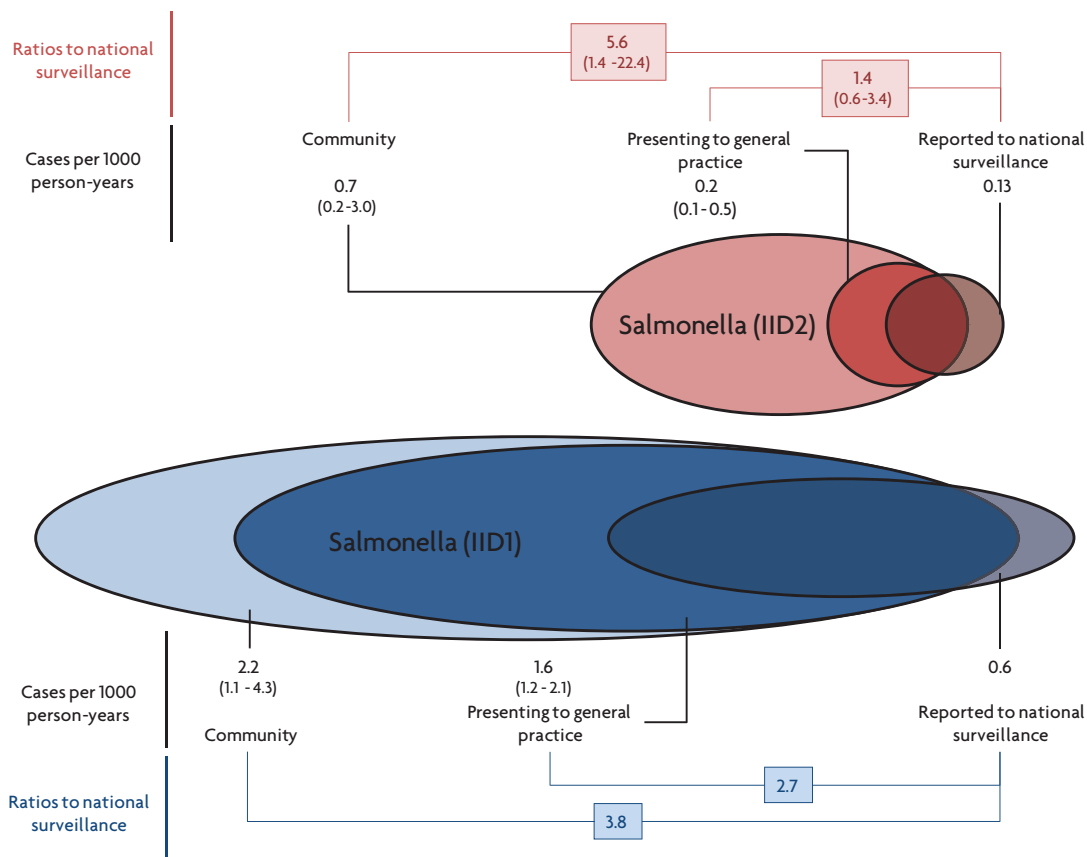 Ratios to national
surveillance
5.6
(1.4 -22.4)
1.4
(0.6-3.4)
Cases per 1000
person-years
Community
0.7
(0.2-3.0)
Presenting to general
practice
0.2
(0.1 - 0.5)
Reported to national
surveillance
0.13
Salmonella (IID2)
Salmonella (IID1)
Cases per 1000
person-years
2.2
(1.1 - 4.3)
Community
1.6
(1.2 - 2.1)
Presenting to general
practice
0.6
Reported to national
surveillance
Ratios to national
surveillance
2.7
3.8